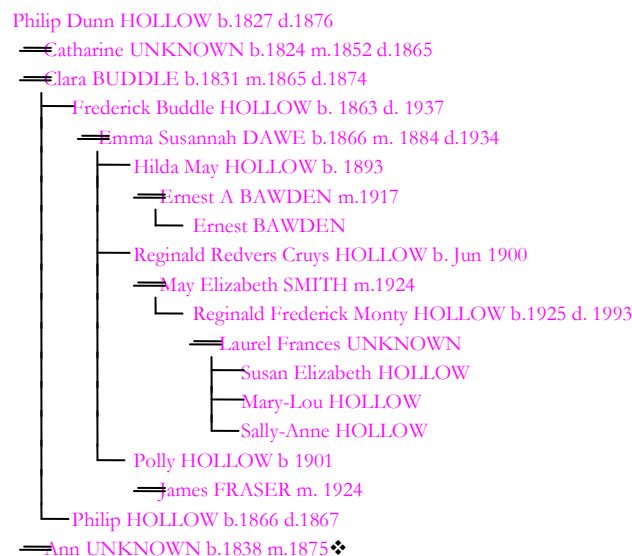 Philip Dunn HOLLOW b.1827 d.1876
Catharine UNKNOWN b.1824 m.1852 d.1865
Clara BUDDLE b.1831 m.1865 d.1874
Frederick Buddle HOLLOW b. 1863 d. 1937
Emma Susannah DAWE b.1866 m. 1884 d.1934
Hilda May HOLLOW b. 1893
Ernest A BAWDEN m.1917
Ernest BAWDEN
Reginald Redvers Cruys HOLLOW b. Jun 1900
May Elizabeth SMITH m.1924
Reginald Frederick Monty HOLLOW b.1925 d. 1993
Laurel Frances UNKNOWN
Susan Elizabeth HOLLOW
Mary-Lou HOLLOW
Sally-Anne HOLLOW
Polly HOLLOW b 1901
James FRASER m. 1924
Philip HOLLOW b.1866 d.1867
Ann UNKNOWN b.1838 m.1875❖